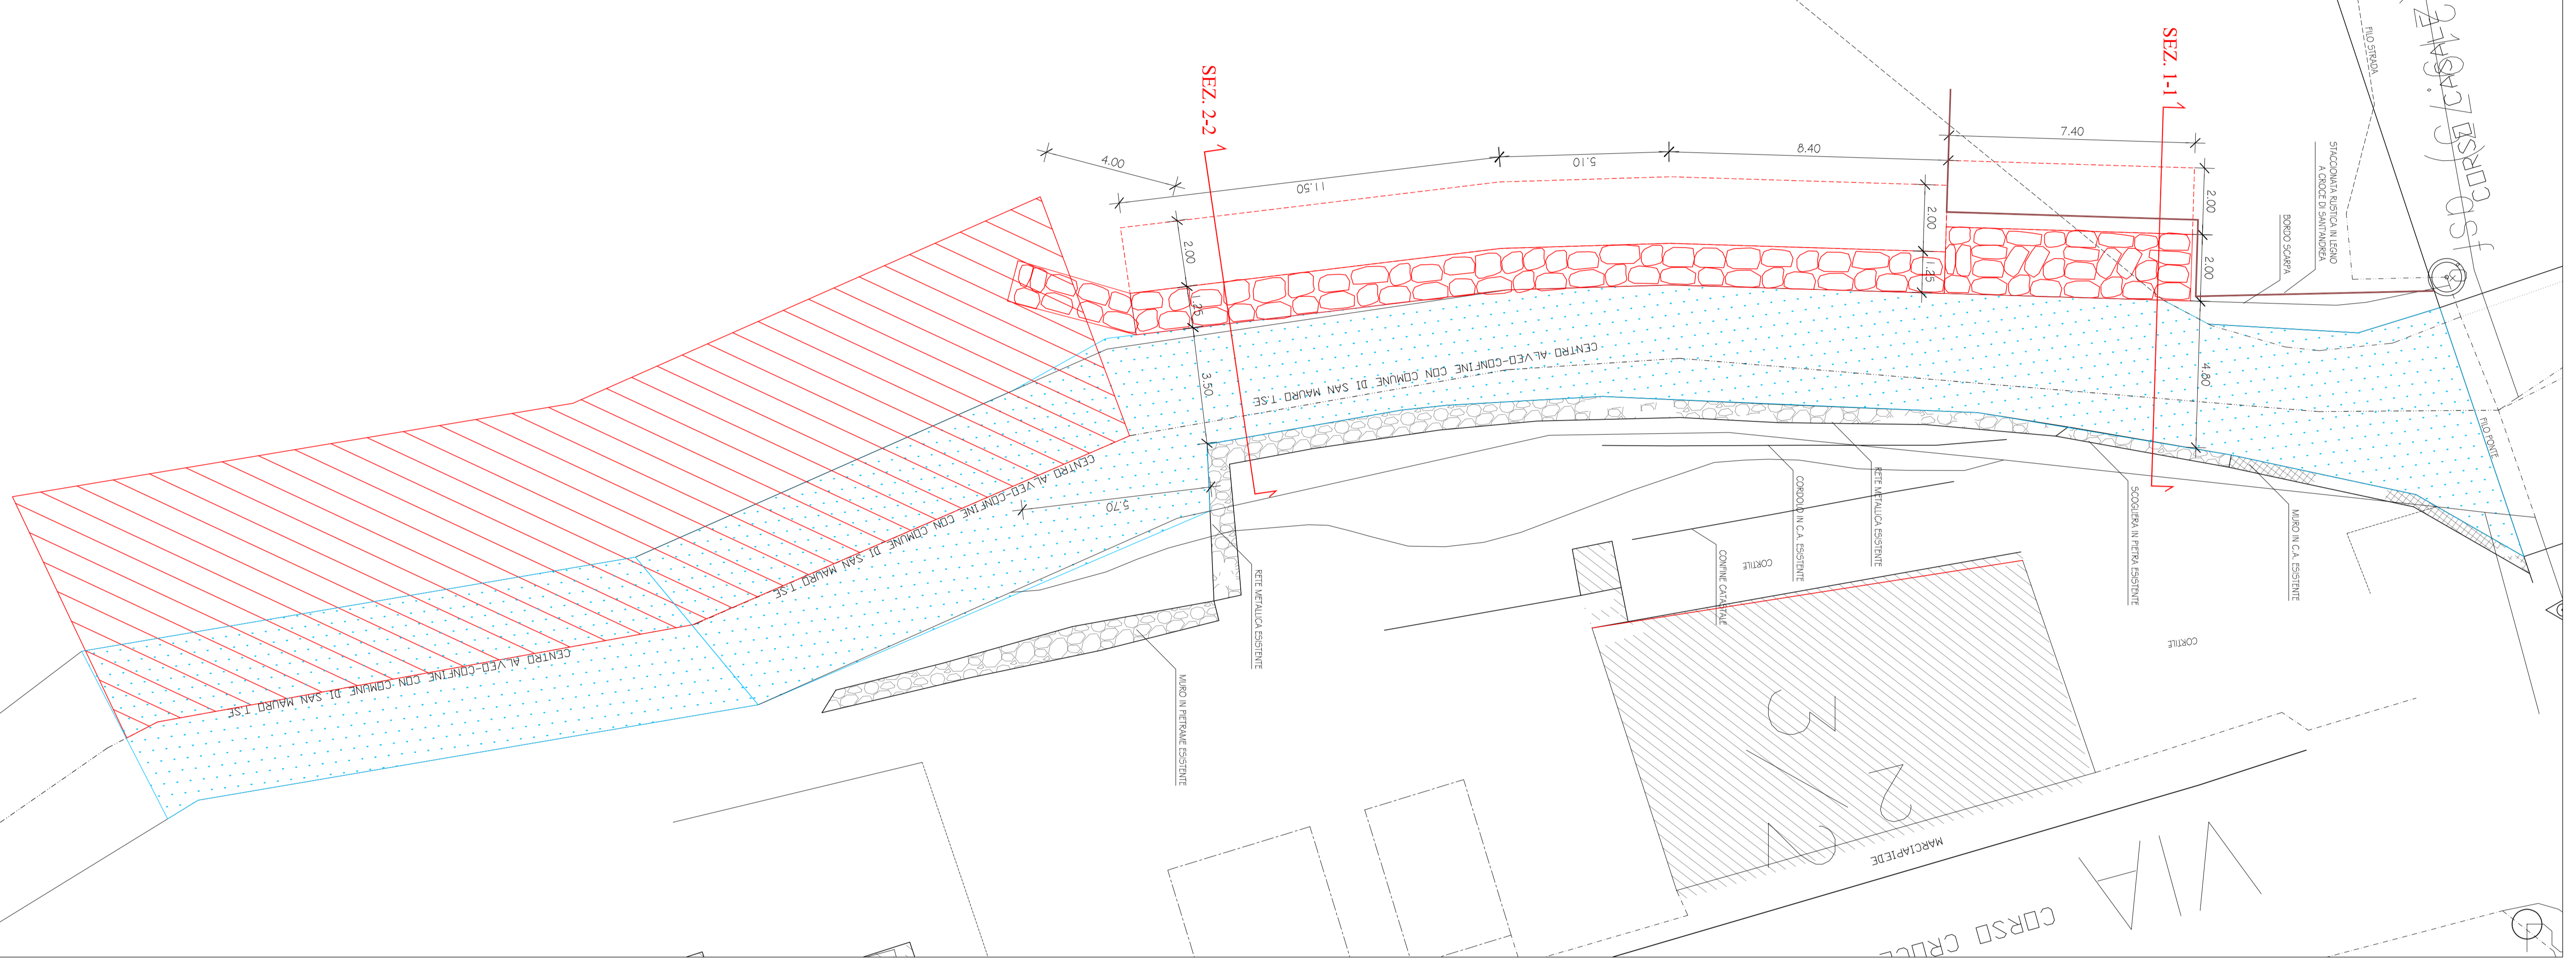 SEZ. 1-1
SEZ. 2-2
FILO STRADA
STACCIONATA RUSTICA IN LEGNO
A CROCE DI SANT'ANDREA
BORDO SCARPA
7.40
8.40
5.10
11.50
4.00
2.00
2.00
2.00
1.25
2.00
1.25
4.80
3.50
5.70
FILO PONTE
CENTRO ALVEO-CONFINE CON COMUNE DI SAN MAURO T.SE
CENTRO ALVEO-CONFINE CON COMUNE DI SAN MAURO T.SE
CENTRO ALVEO-CONFINE CON COMUNE DI SAN MAURO T.SE
RETE METALLICA ESISTENTE
CORDOLO IN C.A. ESISTENTE
CONFINE CATASTALE
SCOGLIERA IN PIETRA ESISTENTE
MURO IN C.A. ESISTENTE
RETE METALLICA ESISTENTE
MURO IN PIETRAME ESISTENTE
CORTILE
CORTILE
MARCIAPIEDE
VIA
CORSO CROCE